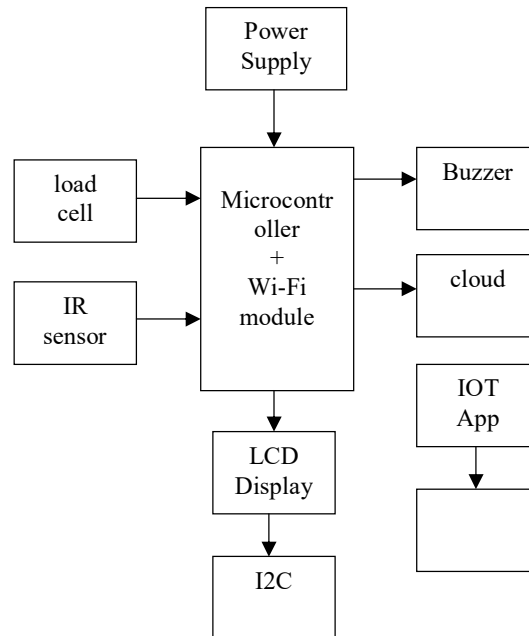 Power
Supply
load
cell
IR
sensor
Microcontr
oller
+
Wi-Fi
module
Buzzer
cloud
IOT
App
LCD
Display
I2C